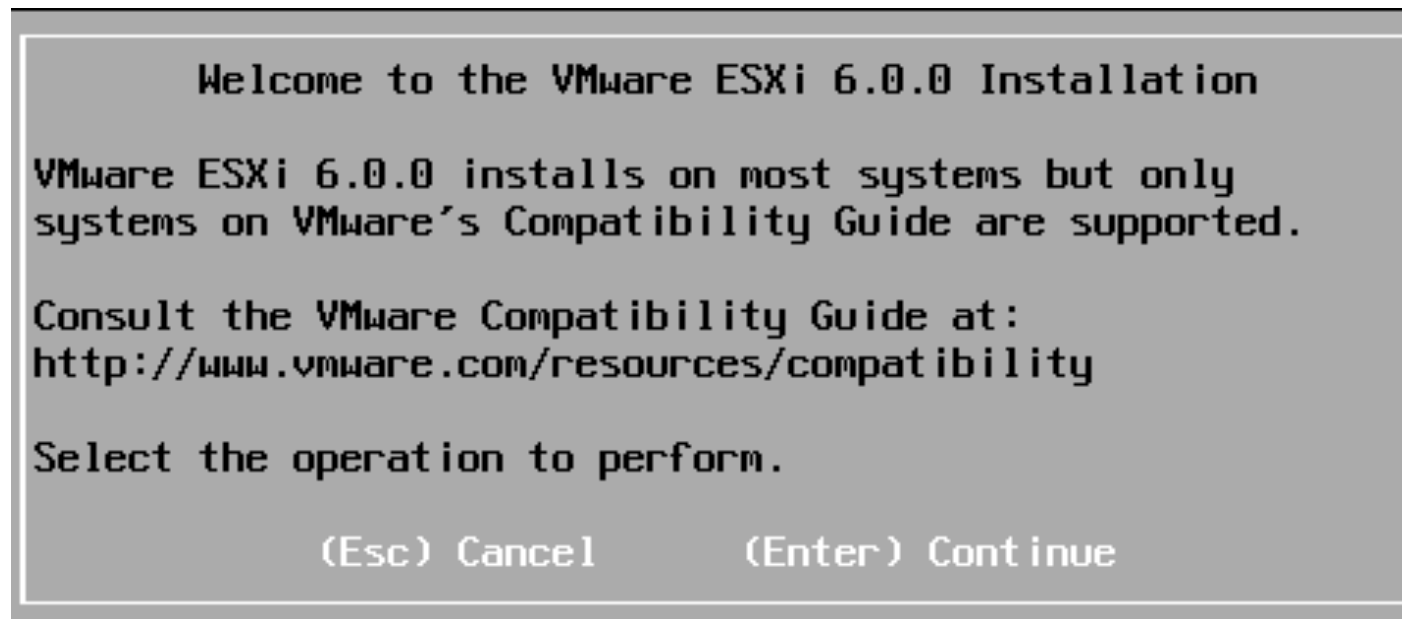 Welcome to the VMware ESXi 6.0.0 Installation
VMware ESXi 6.0.0 installs on most systems but only
systems on VMware's Compatibility Guide are supported.
Consult the VMware Compatibility Guide at:
http://www.vmware.com/resources/compatibility
Select the operation to perform.
(Esc) Cancel (Enter) Continue